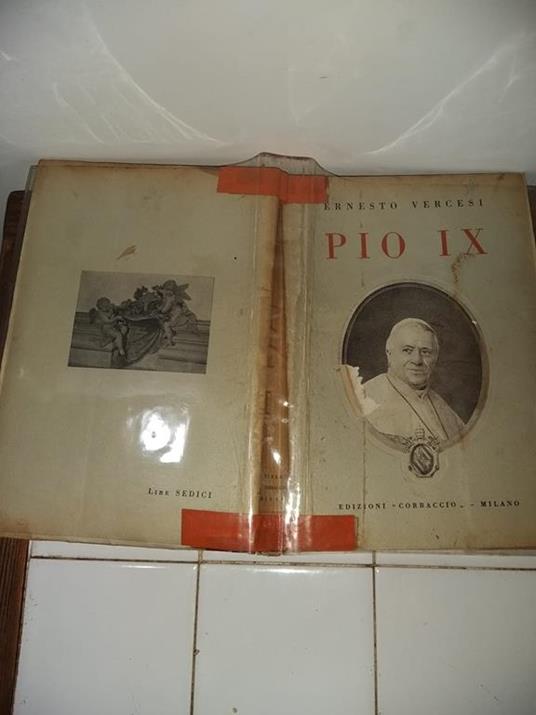 ERNESTO VERCESI
PIO IX
EDIZIONI "CORBACCIO„ - MILANO
LIRE SEDICI